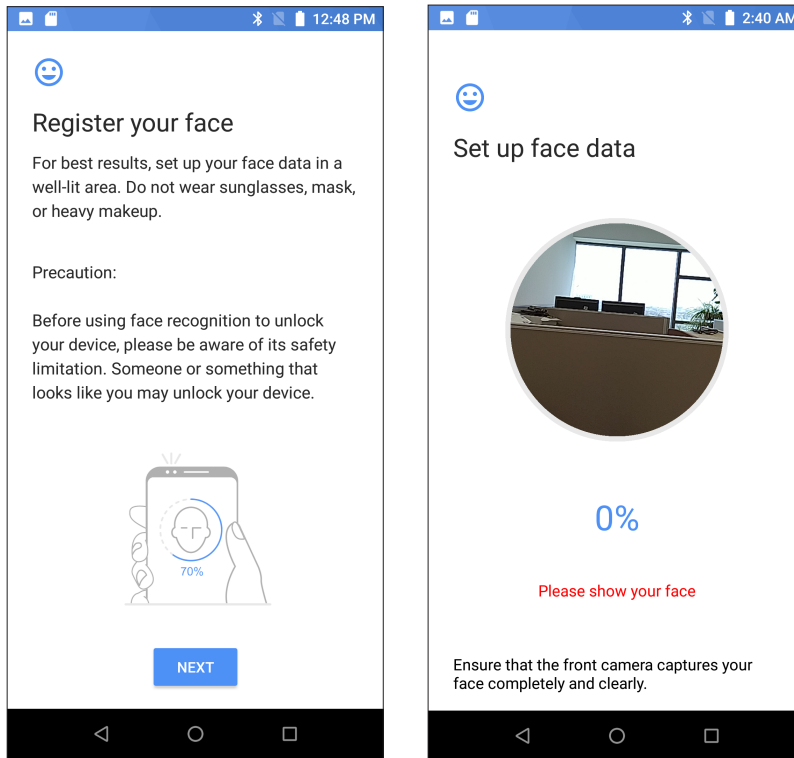 12:48 PM
Register your face
For best results, set up your face data in a
well-lit area. Do not wear sunglasses, mask,
or heavy makeup.
Precaution:
Before using face recognition to unlock
your device, please be aware of its safety
limitation. Someone or something that
looks like you may unlock your device.
70%
NEXT
2:40 AM
Set up face data
0%
Please show your face
Ensure that the front camera captures your
face completely and clearly.